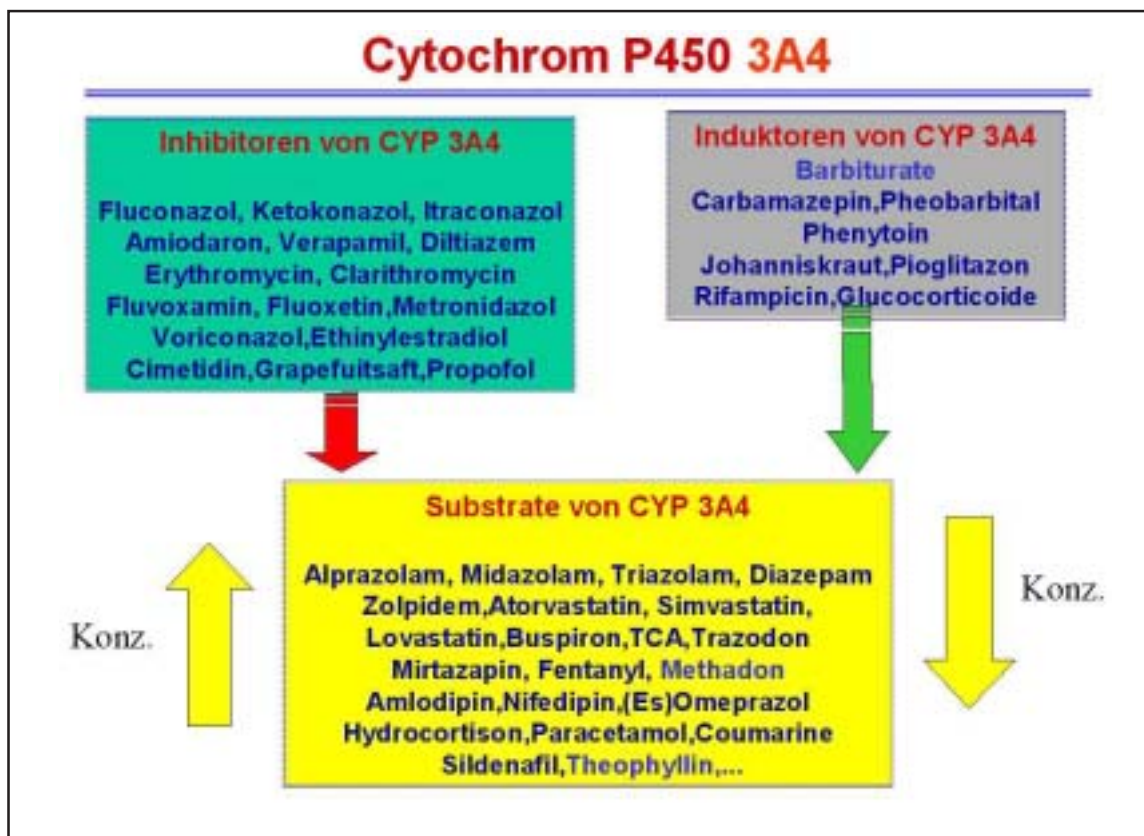 Cytochrom P450 3A4
Inhibitoren von CYP 3A4
Fluconazol, Ketokonazol, Itraconazol
Amiodaron, Verapamil, Diltiazem
Erythromycin, Clarithromycin
Fluvoxamin, Fluoxetin,Metronidazol
Voriconazol,Ethinylestradiol
Cimetidin,Grapefuitsaft,Propofol
Induktoren von CYP 3A4
Barbiturate
Carbamazepin,Pheobarbital
Phenytoin
Johanniskraut,Pioglitazon
Rifampicin,Glucocorticoide
Substrate von CYP 3A4
Alprazolam, Midazolam, Triazolam, Diazepam
Zolpidem,Atorvastatin, Simvastatin,
Lovastatin,Buspiron,TCA,Trazodon
Mirtazapin, Fentanyl, Methadon
Amlodipin,Nifedipin,(Es)Omeprazol
Hydrocortison,Paracetamol,Coumarine
Sildenafil,Theophyllin,...
Konz.
Konz.